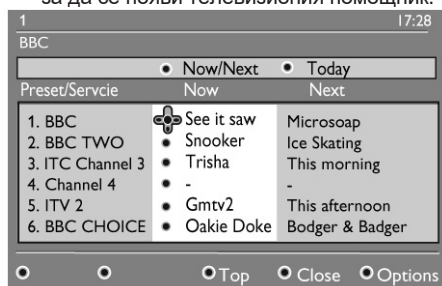 за да се появи телевизионния помощник.
1 17:28
BBC
Now/Next Today
Preset/Servcie Now Next
1. BBC See it saw Microsoap
2. BBC TWO Snooker Ice Skating
3. ITC Channel 3 Trisha This morning
4. Channel 4 - -
5. ITV 2 Gmtv2 This afternoon
6. BBC CHOICE Oakie Doke Bodger & Badger
Top Close Options